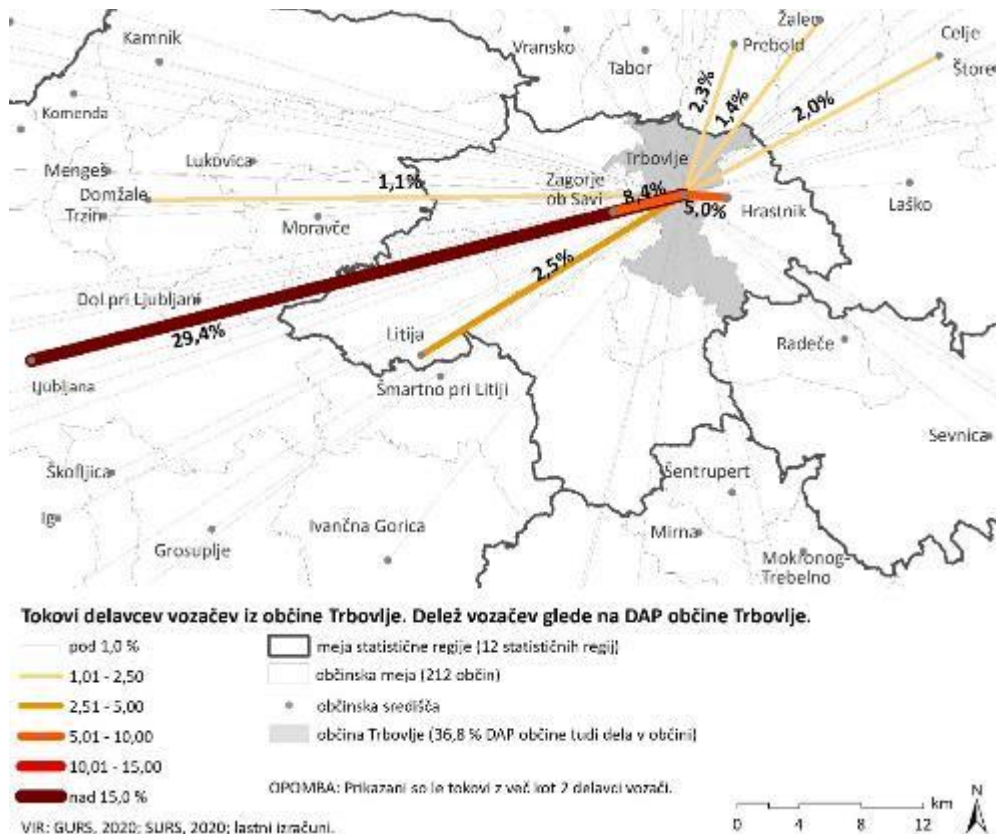 Kamnik
Vransko
Žalec
Celje
Prebold
Tabor
Štore
Komenda
2,3%
1,4%
2,0%
Mengeš
Lukovica
Trbovlje
Domžale
1,1%
Zagorje
ob Savi
8,4%
Trzin
5,0%
Hrastnik
Laško
Moravče
2,5%
Dol pri Ljubljani
29,4%
Litija
Radeče
Ljubljana
Šmartno pri Litiji
Sevnica
Škofljica
Šentrupert
Ig
Ivančna Gorica
Grosuplje
Mirna
Mokronog-
Trebelno
Tokovi delavcev vozačev iz občine Trbovlje. Delež vozačev glede na DAP občine Trbovlje.
pod 1,0 %
1,01 - 2,50
2,51 - 5,00
5,01 - 10,00
10,01 - 15,00
nad 15,0 %
meja statistične regije (12 statističnih regij)
občinska meja (212 občin)
občinska središča
občina Trbovlje (36,8 % DAP občine tudi dela v občini)
OPOMBA: Prikazani so le tokovi z več kot 2 delavci vozači.
VIR: GURS, 2020; SURS, 2020; lastni izračuni.
km
0 4 8 12
N